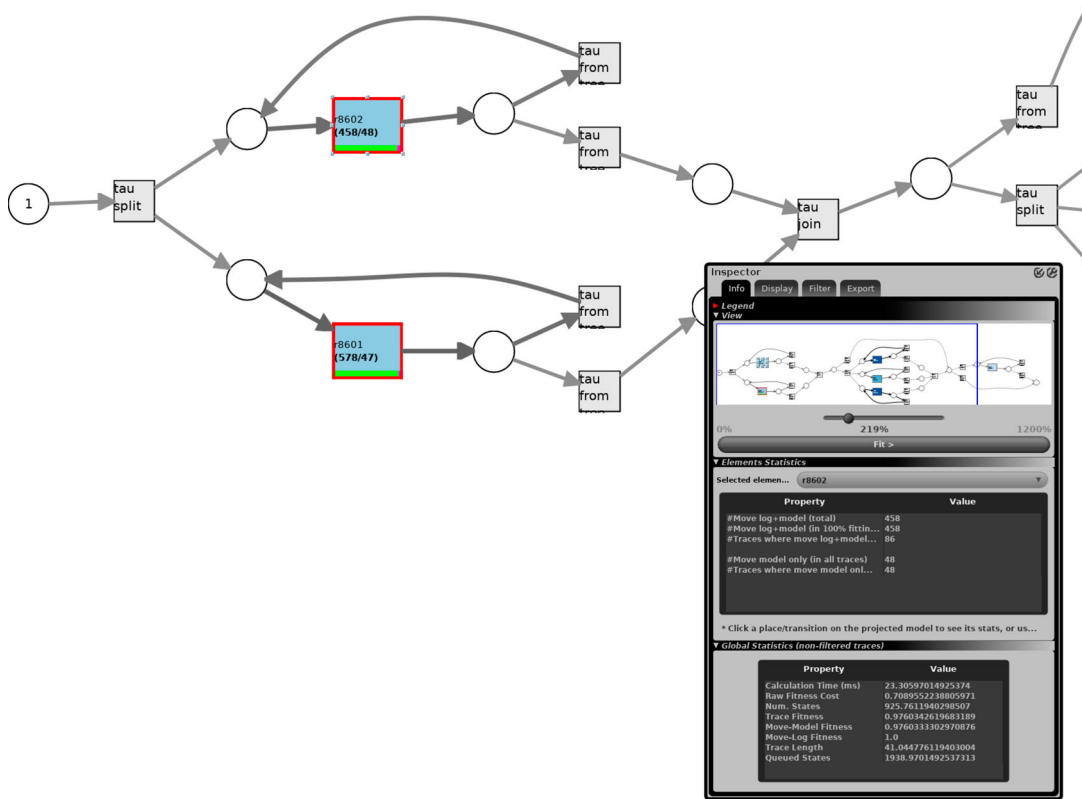 tau
from
tree
r8602
(458/48)
tau
from
tree
tau
from
tree
1
tau
split
tau
join
tau
split
tau
from
tree
r8601
(578/47)
tau
from
tree
Inspector
Info Display Filter Export
Legend
View
0% 219% 1200%
Fit >
Elements Statistics
Selected elemen... r8602
Property Value
#Move log+model (total) 458
#Move log+model (in 100% fittin... 458
#Traces where move log+model... 86
#Move model only (in all traces) 48
#Traces where move model onl... 48
* Click a place/transition on the projected model to see its stats, or us...
Global Statistics (non-filtered traces)
Property Value
Calculation Time (ms) 23.30597014925374
Raw Fitness Cost 0.7089552238805971
Num. States 925.7611940298507
Trace Fitness 0.9760342619683189
Move-Model Fitness 0.9760333302970876
Move-Log Fitness 1.0
Trace Length 41.044776119403004
Queued States 1938.9701492537313